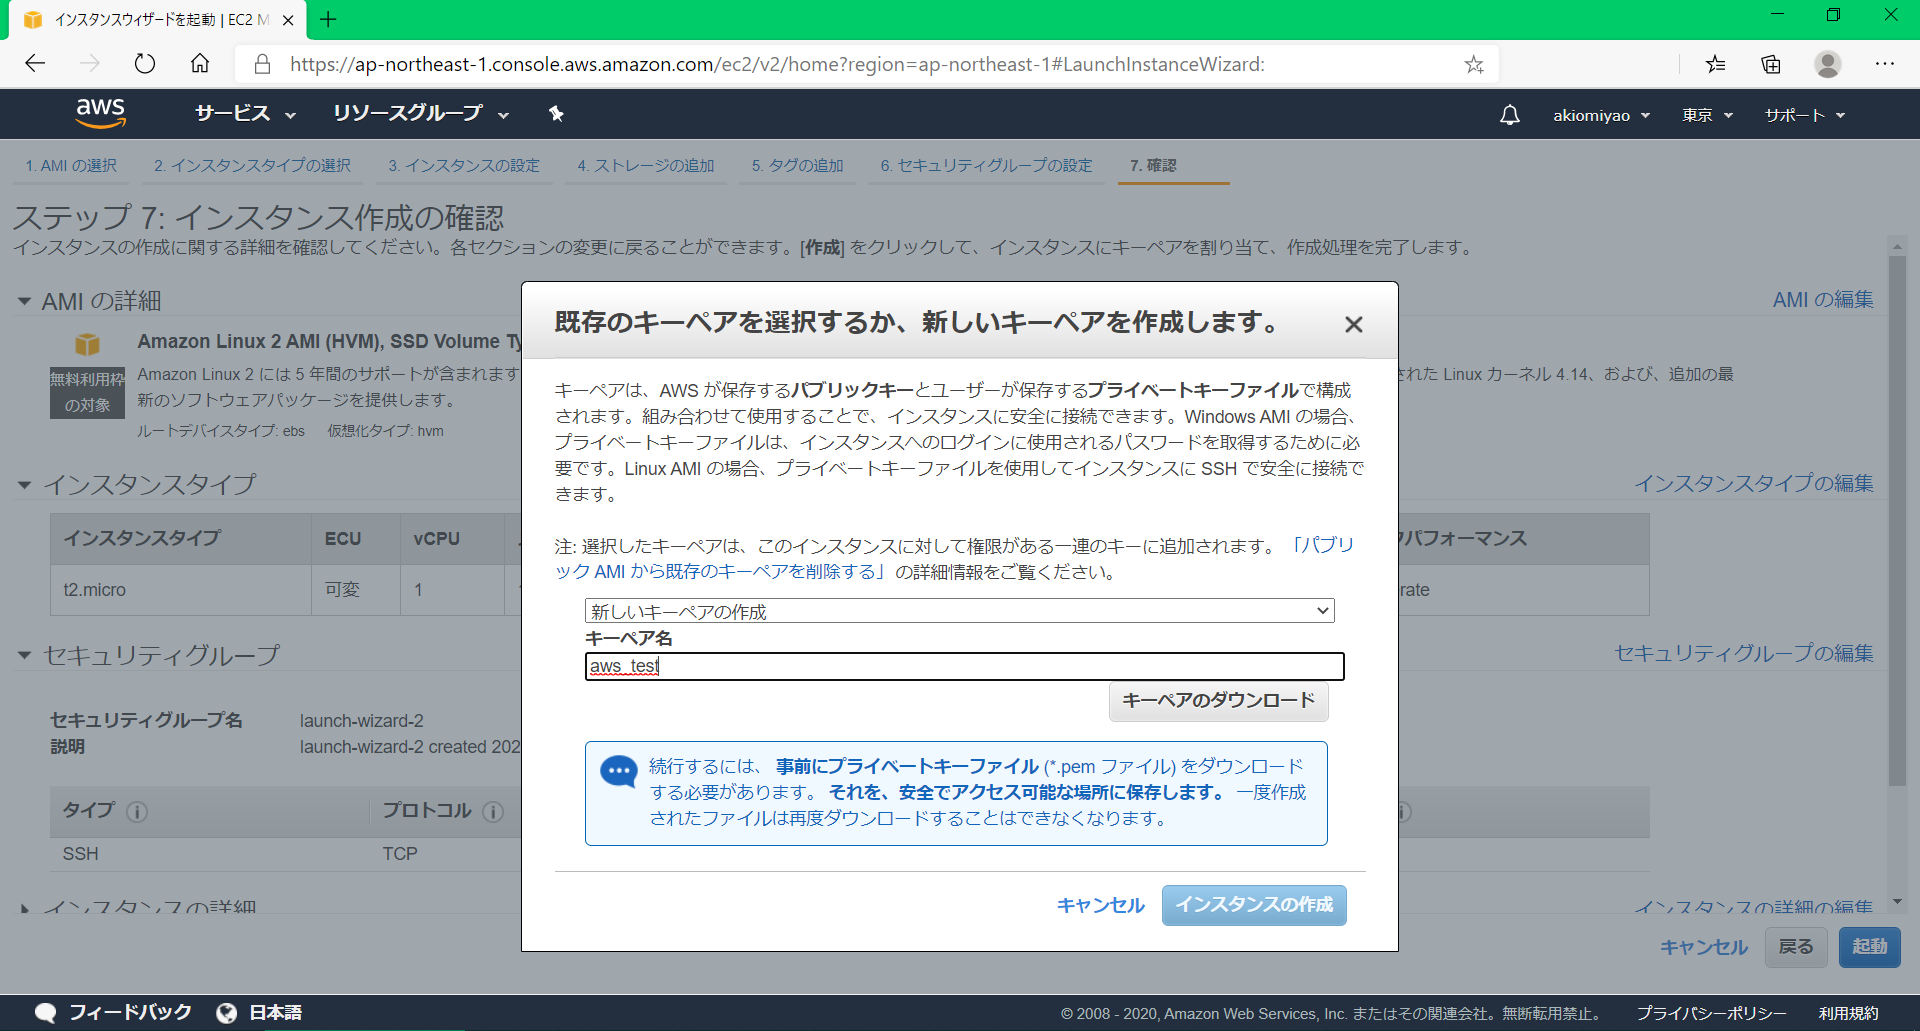 インスタンスウィザードを起動 | EC2 M
https://ap-northeast-1.console.aws.amazon.com/ec2/v2/home?region=ap-northeast-1#LaunchInstanceWizard:
aws サービス リソースグループ akiomiyao 東京 サポート
1. AMI の選択 2. インスタンスタイプの選択 3. インスタンスの設定 4. ストレージの追加 5. タグの追加 6. セキュリティグループの設定 7. 確認
ステップ 7: インスタンス作成の確認
インスタンスの作成に関する詳細を確認してください。各セクションの変更に戻ることができます。[作成] をクリックして、インスタンスにキーペアを割り当て、作成処理を完了します。
AMI の詳細 AMI の編集
Amazon Linux 2 AMI (HVM), SSD Volume Ty
無料利用枠
の対象
Amazon Linux 2 には 5 年間のサポートが含まれます
された Linux カーネル 4.14、および、追加の最
新のソフトウェアパッケージを提供します。
ルートデバイスタイプ: ebs 仮想化タイプ: hvm
インスタンスタイプ インスタンスタイプの編集
インスタンスタイプ ECU vCPU パフォーマンス
t2.micro 可変 1 rate
セキュリティグループ セキュリティグループの編集
セキュリティグループ名 launch-wizard-2
説明 launch-wizard-2 created 202
タイプ プロトコル
SSH TCP
インスタンスの詳細 インスタンスの詳細の編集
既存のキーペアを選択するか、新しいキーペアを作成します。
キーペアは、AWS が保存するパブリックキーとユーザーが保存するプライベートキーファイルで構成
されます。組み合わせて使用することで、インスタンスに安全に接続できます。Windows AMI の場合、
プライベートキーファイルは、インスタンスへのログインに使用されるパスワードを取得するために必
要です。Linux AMI の場合、プライベートキーファイルを使用してインスタンスに SSH で安全に接続で
きます。
注: 選択したキーペアは、このインスタンスに対して権限がある一連のキーに追加されます。「パブリ
ック AMI から既存のキーペアを削除する」 の詳細情報をご覧ください。
新しいキーペアの作成
キーペア名
aws_test
キーペアのダウンロード
続行するには、 事前にプライベートキーファイル (*.pem ファイル) をダウンロード
する必要があります。 それを、安全でアクセス可能な場所に保存します。 一度作成
されたファイルは再度ダウンロードすることはできなくなります。
キャンセル インスタンスの作成
キャンセル 戻る 起動
フィードバック 日本語 © 2008 - 2020, Amazon Web Services, Inc. またはその関連会社。無断転用禁止。 プライバシーポリシー 利用規約